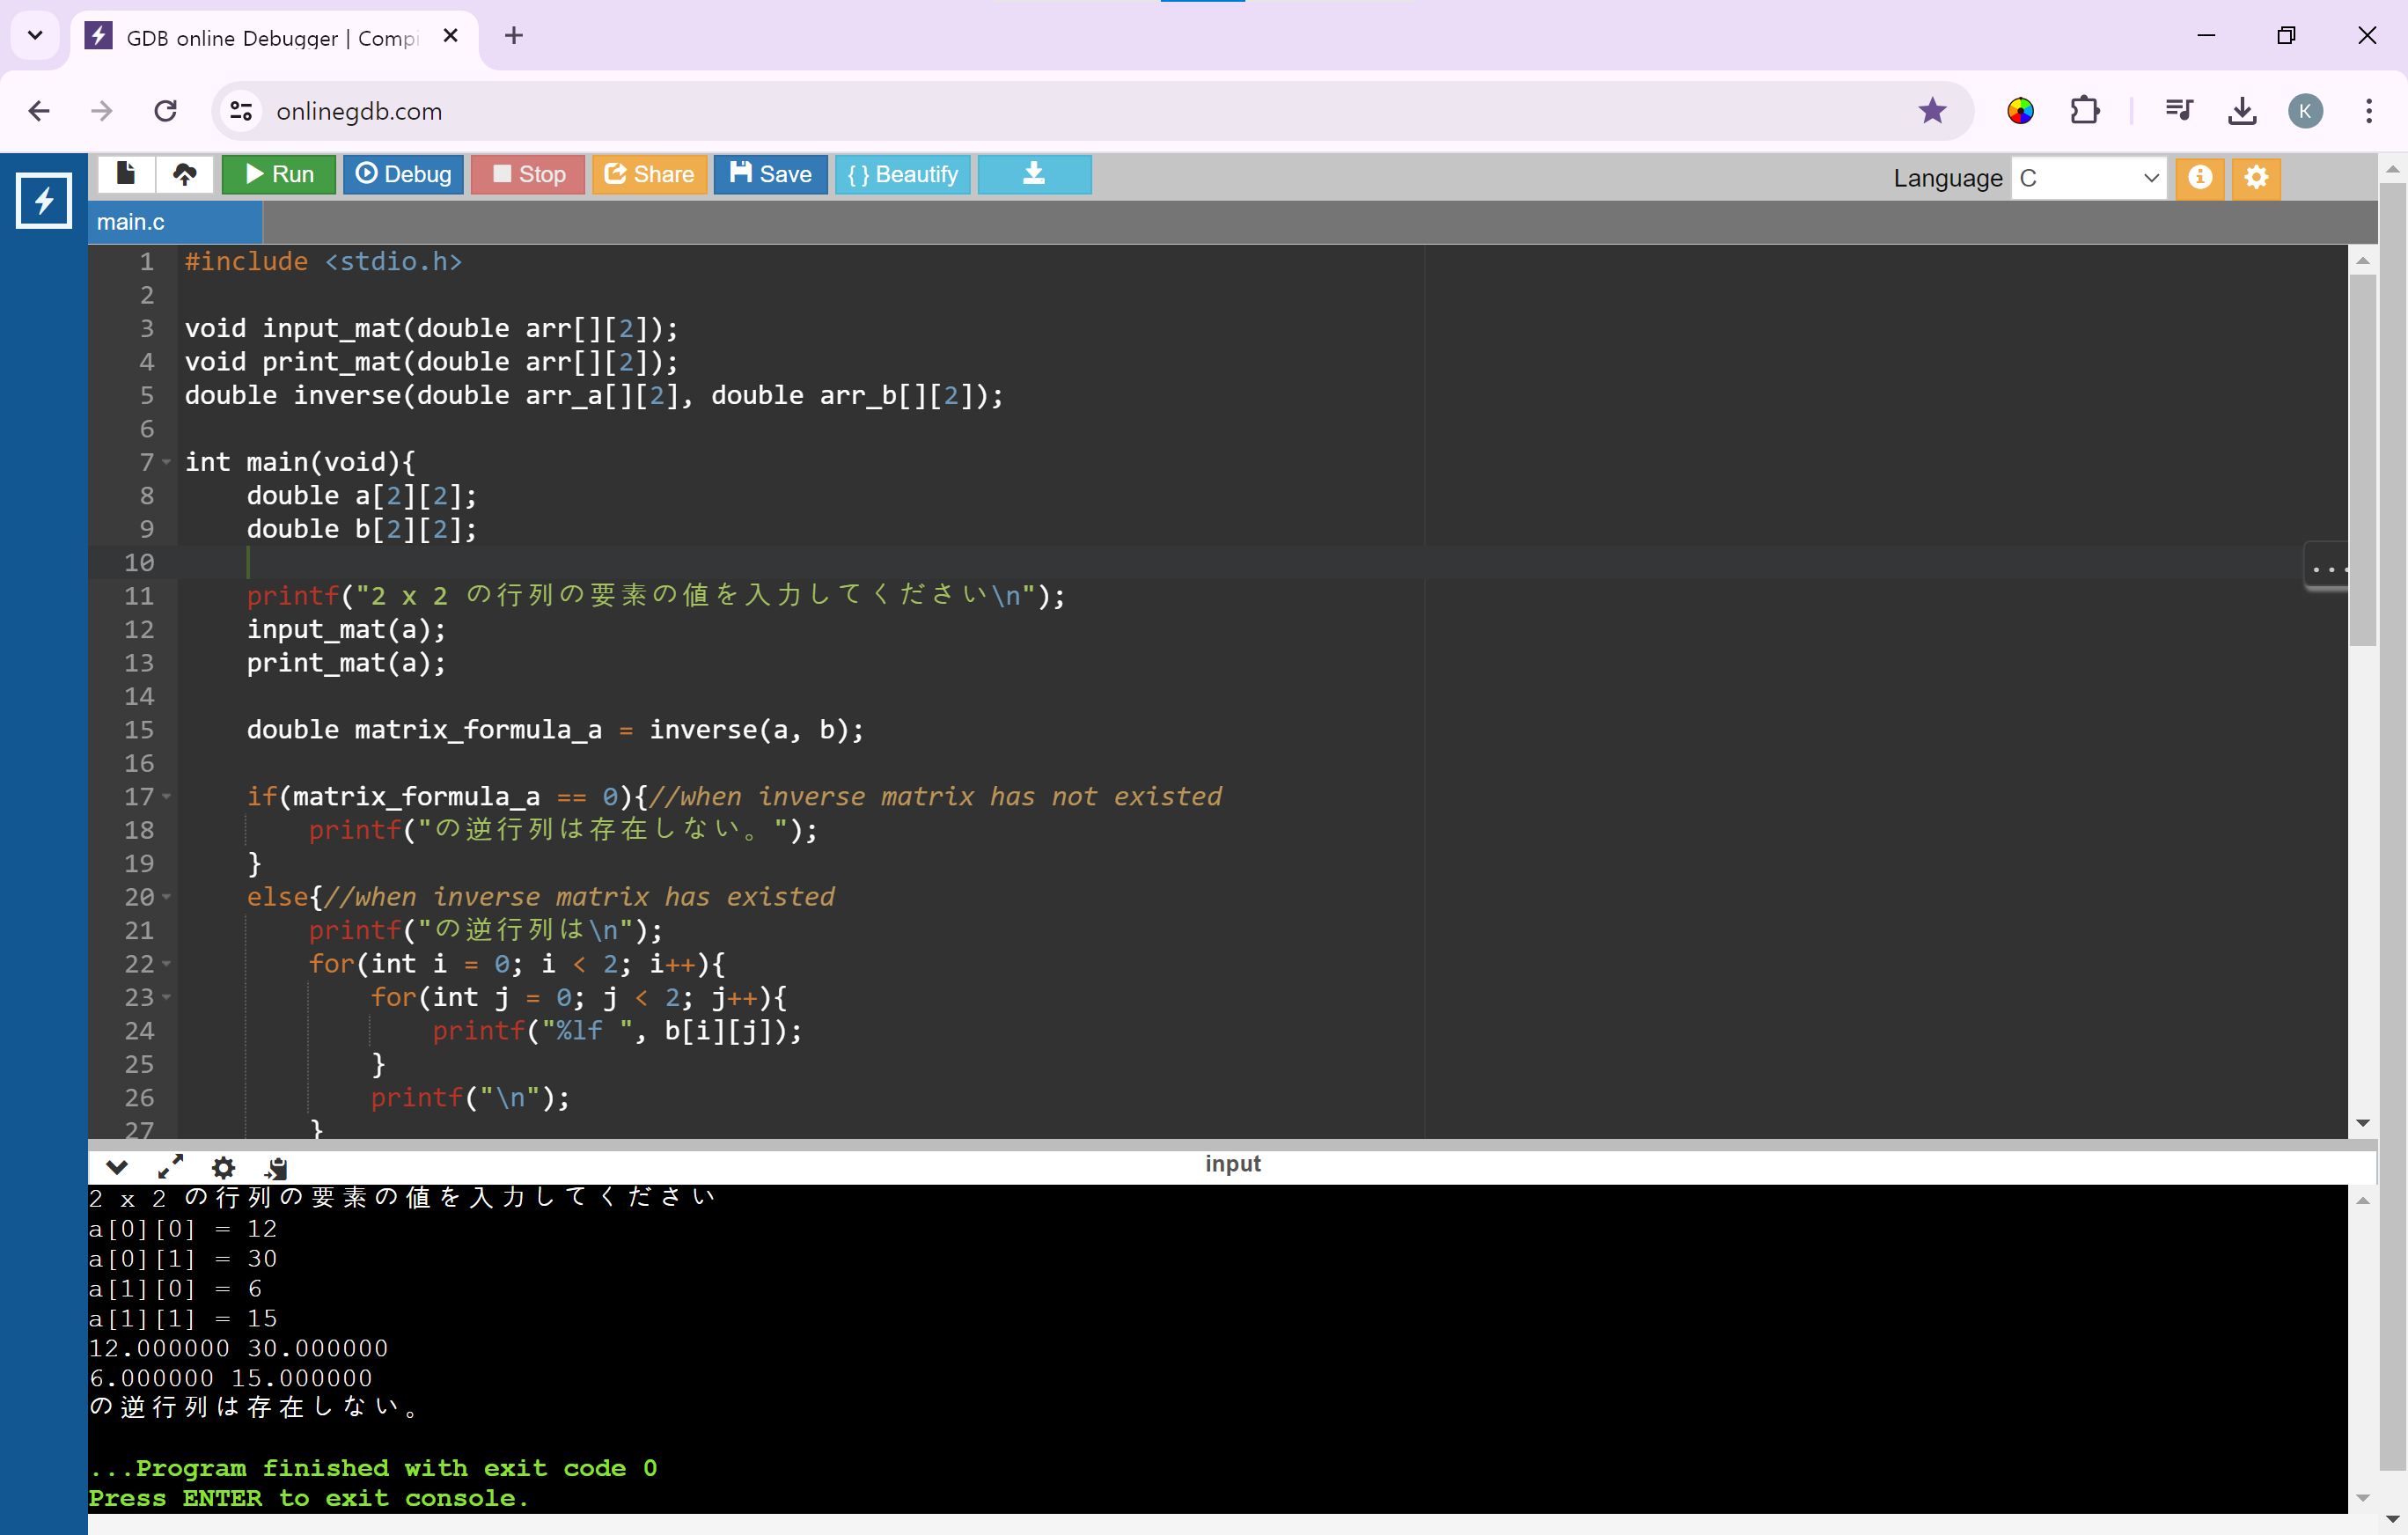 GDB online Debugger | Comp
onlinegdb.com
K
Run Debug Stop Share Save { } Beautify Language C
main.c
1 #include <stdio.h>
2
3 void input_mat(double arr[][2]);
4 void print_mat(double arr[][2]);
5 double inverse(double arr_a[][2], double arr_b[][2]);
6
7 int main(void){
8 double a[2][2];
9 double b[2][2];
10
11 printf("2 x 2 の行列の要素の値を入力してください\n");
12 input_mat(a);
13 print_mat(a);
14
15 double matrix_formula_a = inverse(a, b);
16
17 if(matrix_formula_a == 0){//when inverse matrix has not existed
18 printf("の逆行列は存在しない。");
19 }
20 else{//when inverse matrix has existed
21 printf("の逆行列は\n");
22 for(int i = 0; i < 2; i++){
23 for(int j = 0; j < 2; j++){
24 printf("%lf ", b[i][j]);
25 }
26 printf("\n");
27 }
...
input
2 x 2 の行列の要素の値を入力してください
a[0][0] = 12
a[0][1] = 30
a[1][0] = 6
a[1][1] = 15
12.000000 30.000000
6.000000 15.000000
の逆行列は存在しない。
...Program finished with exit code 0
Press ENTER to exit console.